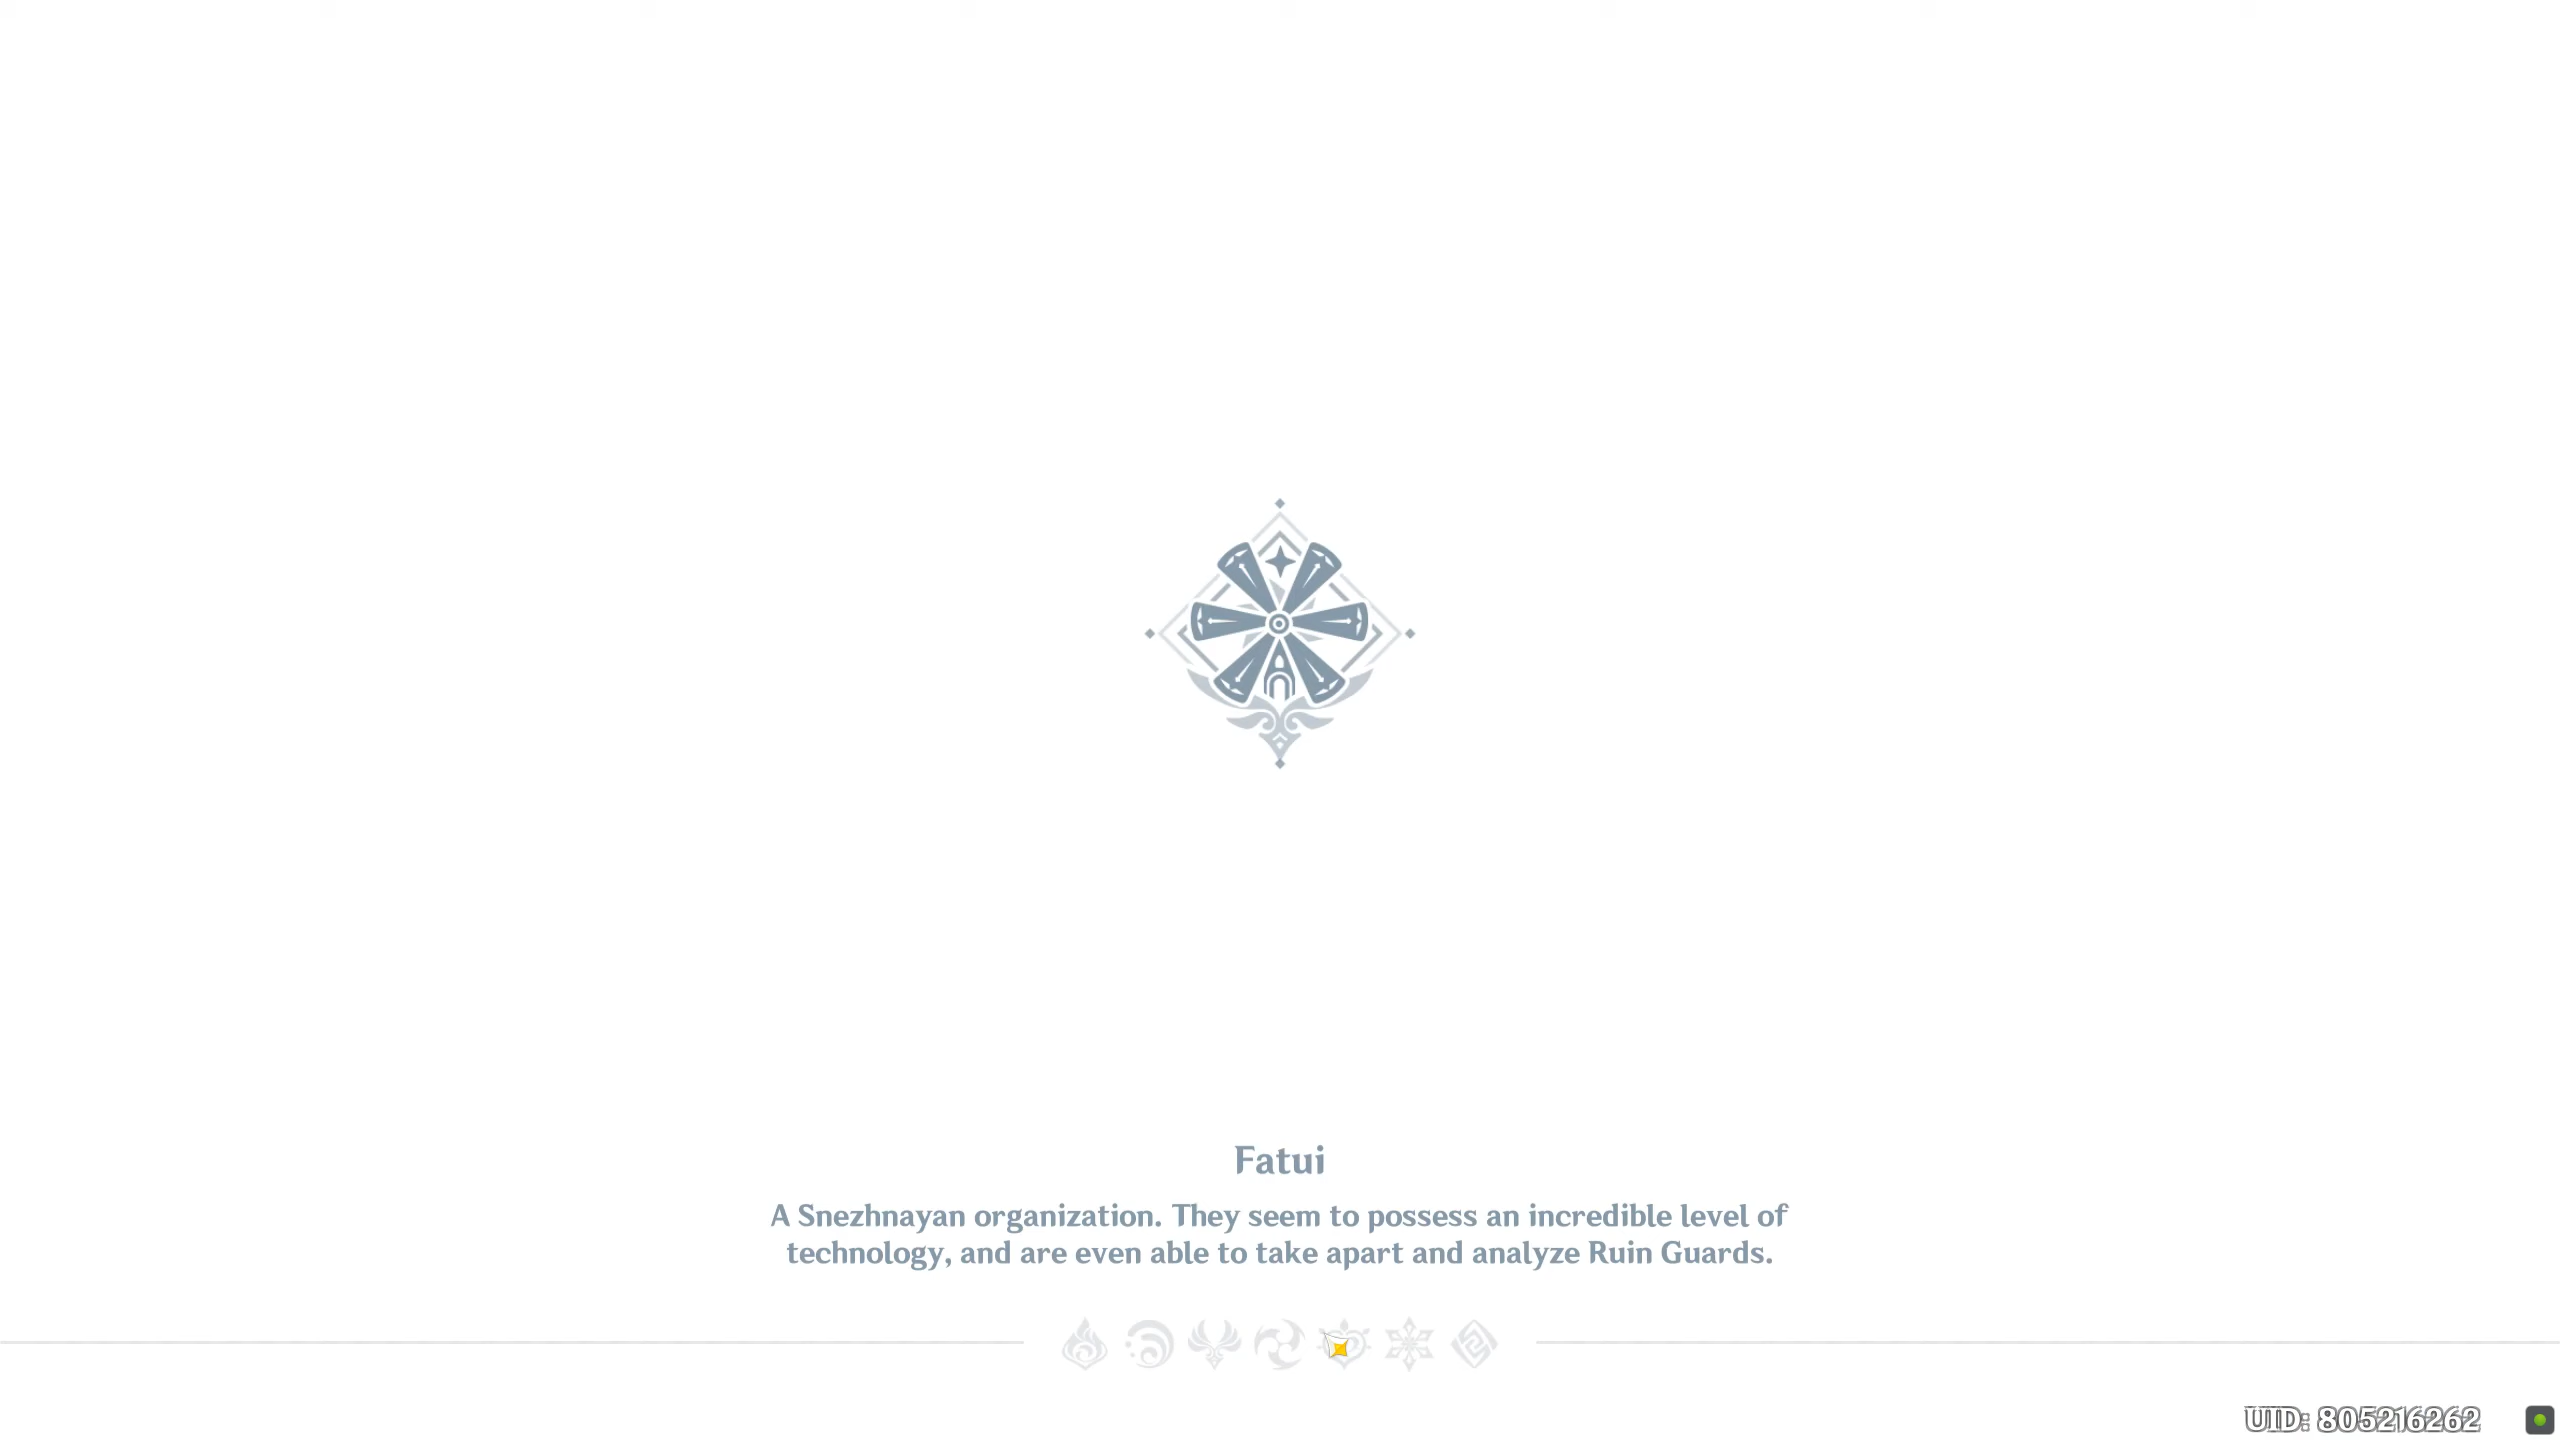 Fatui
A Snezhnayan organization. They seem to possess an incredible level of
technology, and are even able to take apart and analyze Ruin Guards.
UID: 805216262